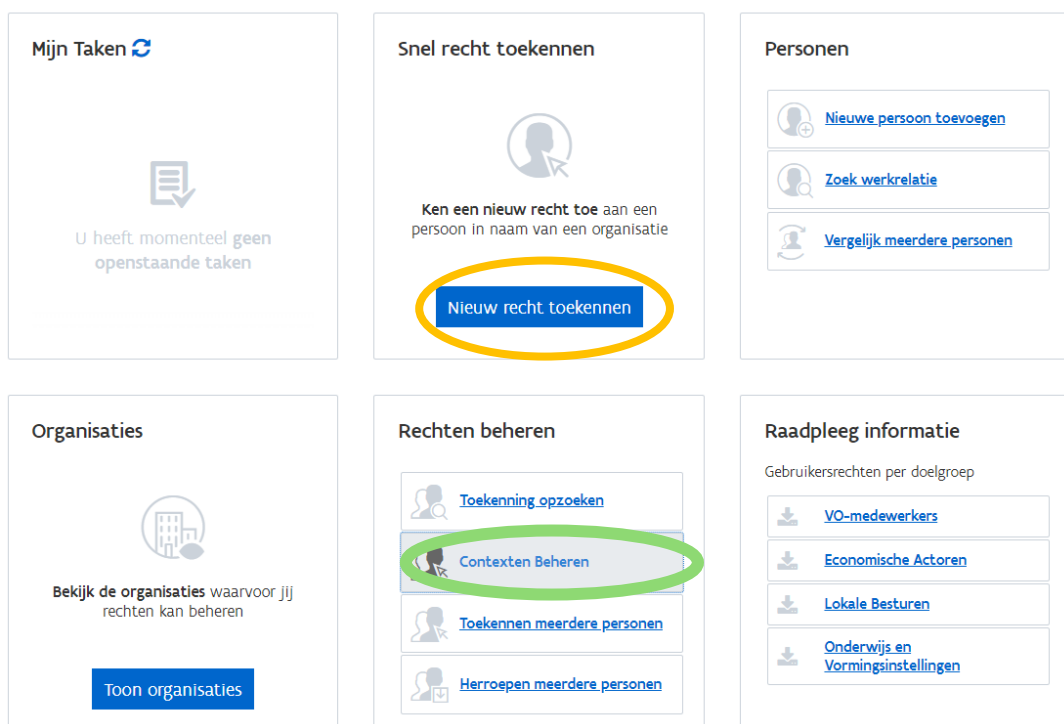 Mijn Taken
U heeft momenteel geen
openstaande taken
Snel recht toekennen
Ken een nieuw recht toe aan een
persoon in naam van een organisatie
Nieuw recht toekennen
Personen
Nieuwe persoon toevoegen
Zoek werkrelatie
Vergelijk meerdere personen
Organisaties
Bekijk de organisaties waarvoor jij
rechten kan beheren
Toon organisaties
Rechten beheren
Toekenning opzoeken
Contexten Beheren
Toekennen meerdere personen
Herroepen meerdere personen
Raadpleeg informatie
Gebruikersrechten per doelgroep
VO-medewerkers
Economische Actoren
Lokale Besturen
Onderwijs en
Vormingsinstellingen